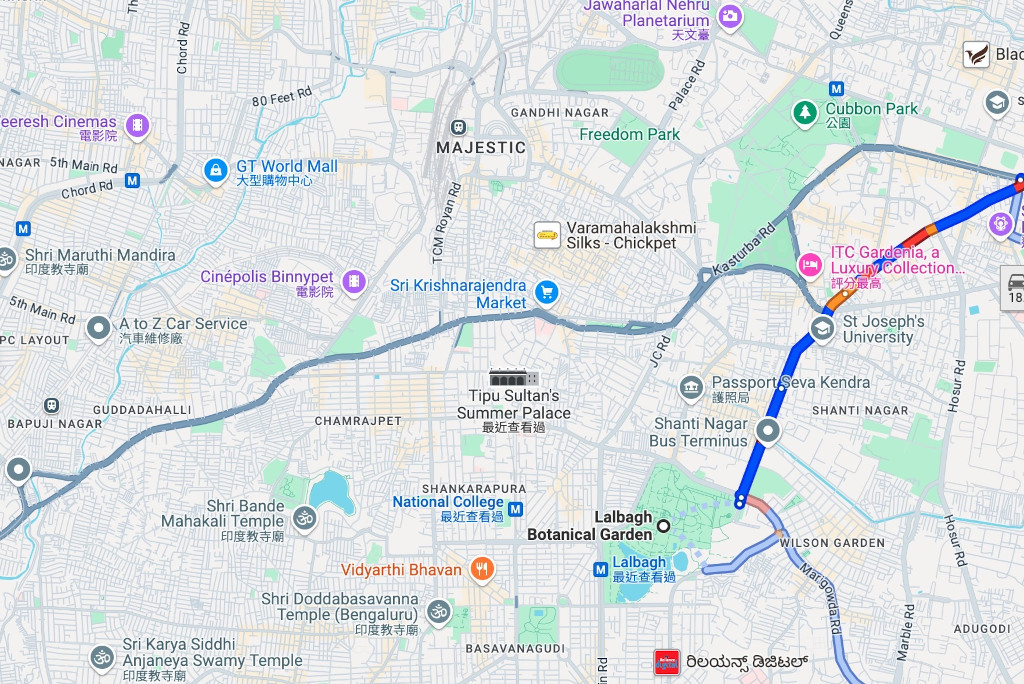 Jawaharlal Nehru
Planetarium
天文臺
Queens
Blac
Chord Rd
80 Feet Rd
GANDHI NAGAR
Palace Rd
Cubbon Park
公園
Veeresh Cinemas
電影院
Freedom Park
MAJESTIC
NAGAR
5th Main Rd
Chord Rd
GT World Mall
大型購物中心
TCM Royan Rd
Varamahalakshmi
Silks - Chickpet
Kasturba Rd
Shri Maruthi Mandira
印度教寺廟
Cinépolis Binnypet
電影院
Sri Krishnarajendra
Market
ITC Gardenia, a
Luxury Collection...
評分最高
18
5th Main Rd
PC LAYOUT
A to Z Car Service
汽車維修廠
St Joseph's
University
JC Rd
Hosur Rd
Tipu Sultan's
Summer Palace
最近查看過
Passport Seva Kendra
護照局
GUDDADAHALLI
BAPUJI NAGAR
CHAMRAJPET
SHANTI NAGAR
Shanti Nagar
Bus Terminus
SHANKARAPURA
National College
最近查看過
Shri Bande
Mahakali Temple
印度教寺廟
Lalbagh
Botanical Garden
WILSON GARDEN
Hosur Rd
Vidyarthi Bhavan
Lalbagh
最近查看過
Marigowda Rd
Shri Doddabasavanna
Temple (Bengaluru)
印度教寺廟
Marble Rd
ADUGODI
Sri Karya Siddhi
Anjaneya Swamy Temple
印度教寺廟
BASAVANAGUDI
in Rd
ರಿಲಯನ್ಸ್ ಡಿಜಿಟಲ್